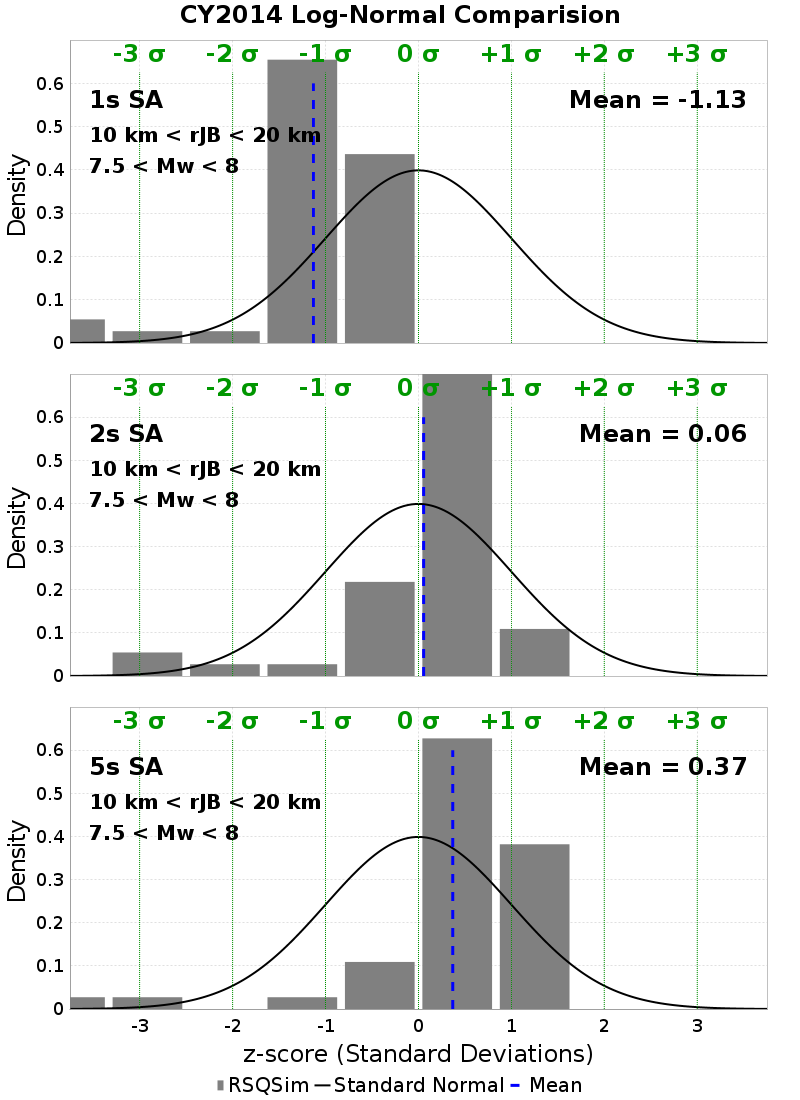 CY2014 Log-Normal Comparision
-3 σ -2 σ -1 σ 0 σ +1 σ +2 σ +3 σ
1s SA
Mean = -1.13
10 km < rJB < 20 km
7.5 < Mw < 8
Density
0.6
0.5
0.4
0.3
0.2
0.1
0
-3 σ -2 σ -1 σ 0 σ +1 σ +2 σ +3 σ
2s SA
Mean = 0.06
10 km < rJB < 20 km
7.5 < Mw < 8
Density
0.6
0.5
0.4
0.3
0.2
0.1
0
-3 σ -2 σ -1 σ 0 σ +1 σ +2 σ +3 σ
5s SA
Mean = 0.37
10 km < rJB < 20 km
7.5 < Mw < 8
Density
0.6
0.5
0.4
0.3
0.2
0.1
0
-3 -2 -1 0 1 2 3
z-score (Standard Deviations)
RSQSim Standard Normal Mean